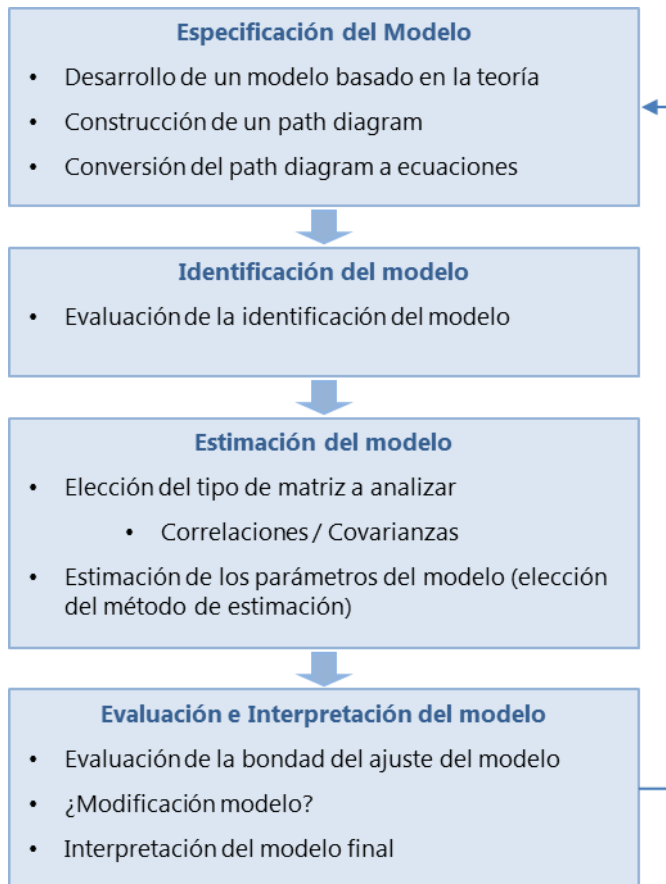 Especificación del Modelo
• Desarrollo de un modelo basado en la teoría
• Construcción de un path diagram
• Conversión del path diagram a ecuaciones
Identificación del modelo
• Evaluación de la identificación del modelo
Estimación del modelo
• Elección del tipo de matriz a analizar
• Correlaciones / Covarianzas
• Estimación de los parámetros del modelo (elección
del método de estimación)
Evaluación e Interpretación del modelo
• Evaluación de la bondad del ajuste del modelo
• ¿Modificación modelo?
• Interpretación del modelo final